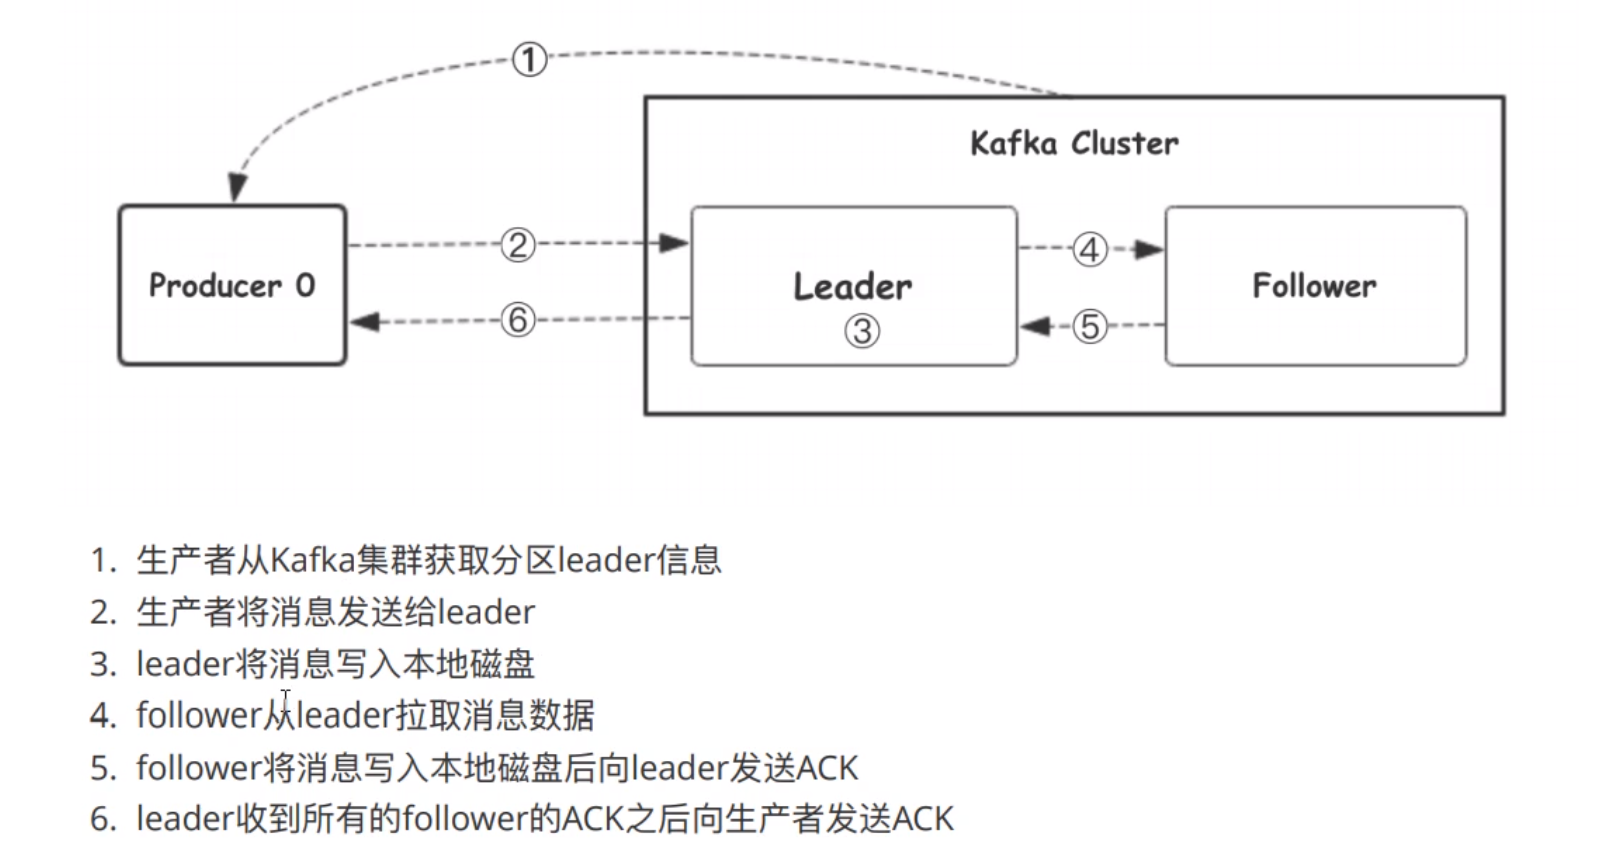 ①
Kafka Cluster
Producer 0
②
⑥
Leader
③
④
⑤
Follower
1. 生产者从Kafka集群获取分区leader信息
2. 生产者将消息发送给leader
3. leader将消息写入本地磁盘
4. follower从leader拉取消息数据
5. follower将消息写入本地磁盘后向leader发送ACK
6. leader收到所有的follower的ACK之后向生产者发送ACK